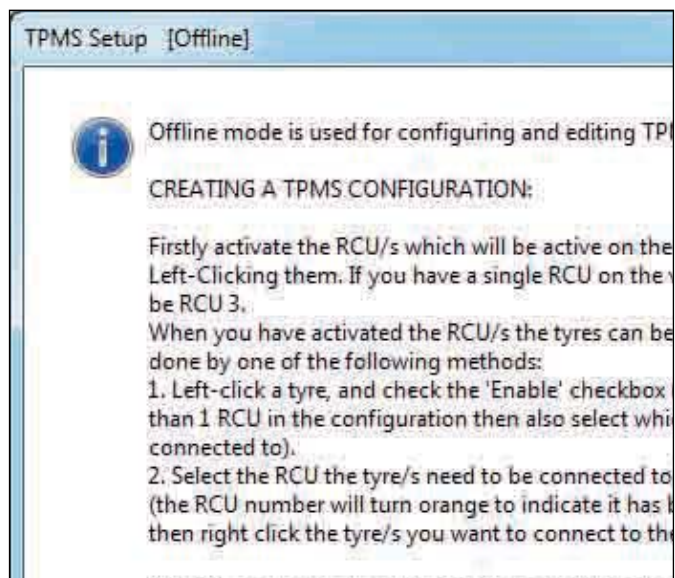 TPMS Setup [Offline]
Offline mode is used for configuring and editing
CREATING A TPMS CONFIGURATION:
Firstly activate the RCU/s which will be active on the
Left-Clicking them. If you have a single RCU on the
be RCU 3.
When you have activated the RCU/s the tyres can be
done by one of the following methods:
1. Left-click a tyre, and check the 'Enable' checkbox
than 1 RCU in the configuration then also select
connected to).
2. Select the RCU the tyre/s need to be connected to
(the RCU number will turn orange to indicate it has
then right click the tyre/s you want to connect to